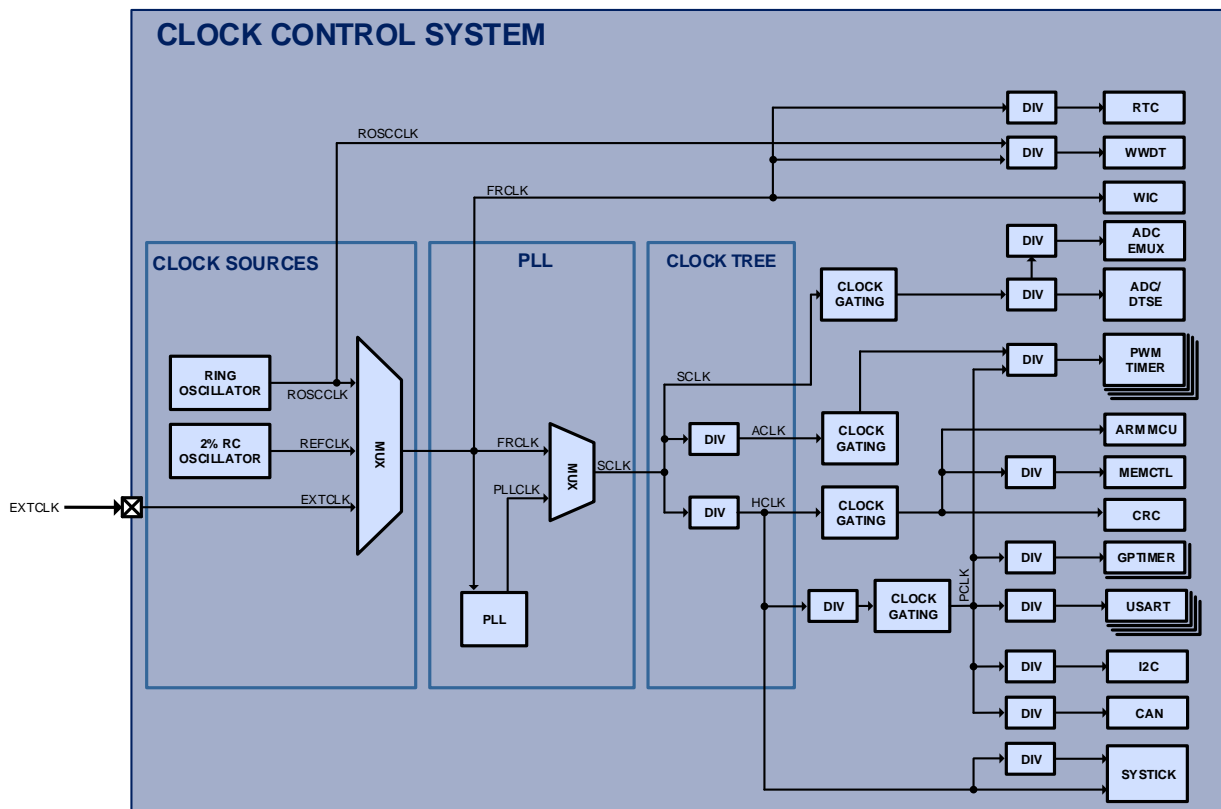 CLOCK CONTROL SYSTEM
DIV
RTC
ROSCCLK
DIV
WWDT
FRCLK
WIC
CLOCK SOURCES
PLL
CLOCK TREE
DIV
ADC
EMUX
CLOCK
GATING
DIV
ADC/
DTSE
RING
OSCILLATOR
ROSCCLK
SCLK
DIV
PWM
TIMER
2% RC
OSCILLATOR
REFCLK
MUX
FRCLK
MUX
SCLK
DIV
ACLK
CLOCK
GATING
ARM MCU
DIV
MEMCTL
EXTCLK
EXTCLK
PLLCLK
DIV
HCLK
CLOCK
GATING
CRC
DIV
GPTIMER
PLL
DIV
CLOCK
GATING
PCLK
DIV
USART
DIV
I2C
DIV
CAN
DIV
SYSTICK